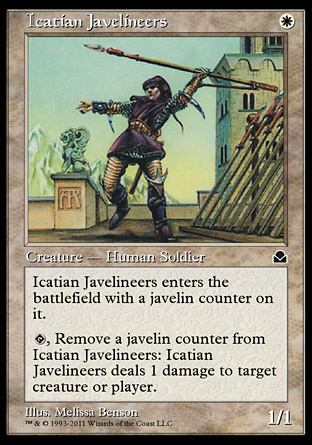 Icatian Javelineers
Creature — Human Soldier
Icatian Javelineers enters the
battlefield with a javelin counter on
it.
, Remove a javelin counter from
Icatian Javelineers: Icatian
Javelineers deals 1 damage to target
creature or player.
Illus. Melissa Benson
™ & © 1993-2011 Wizards of the Coast LLC
1/1